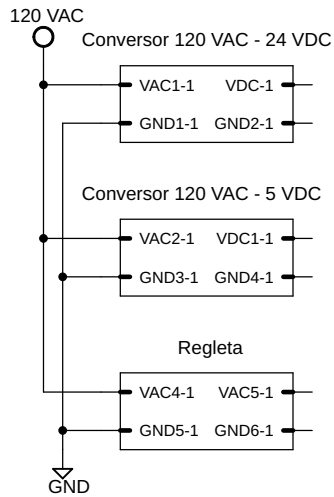 120 VAC
Conversor 120 VAC - 24 VDC
VAC1-1 VDC-1
GND1-1 GND2-1
Conversor 120 VAC - 5 VDC
VAC2-1 VDC1-1
GND3-1 GND4-1
Regleta
VAC4-1 VAC5-1
GND5-1 GND6-1
GND